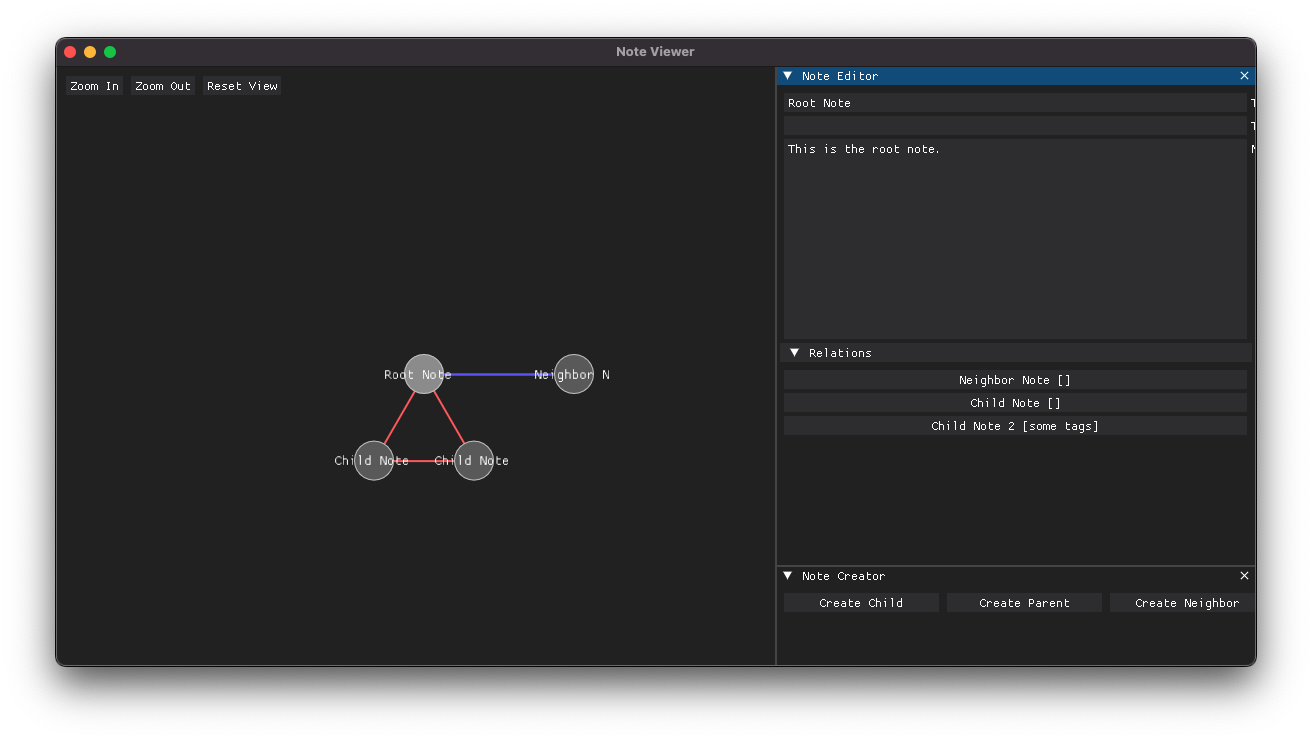 Note Viewer
Zoom In Zoom Out Reset View
Root Note
Neighbor N
Child Note
Child Note
Note Editor
Root Note
This is the root note.
Relations
Neighbor Note []
Child Note []
Child Note 2 [some tags]
Note Creator
Create Child Create Parent Create Neighbor